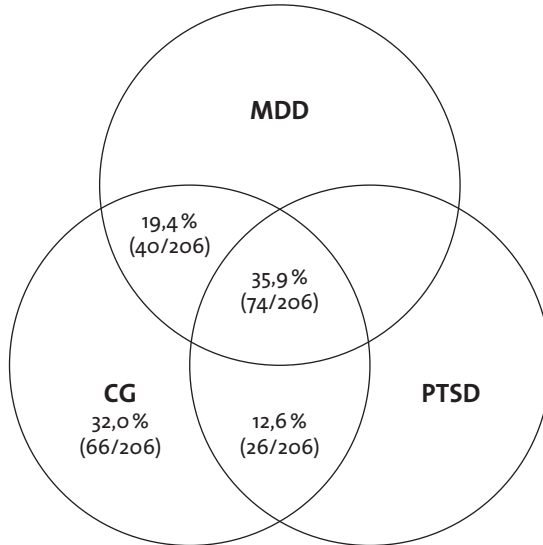 MDD
19,4 %
(40/206)
35,9 %
(74/206)
CG
32,0 %
(66/206)
12,6 %
(26/206)
PTSD